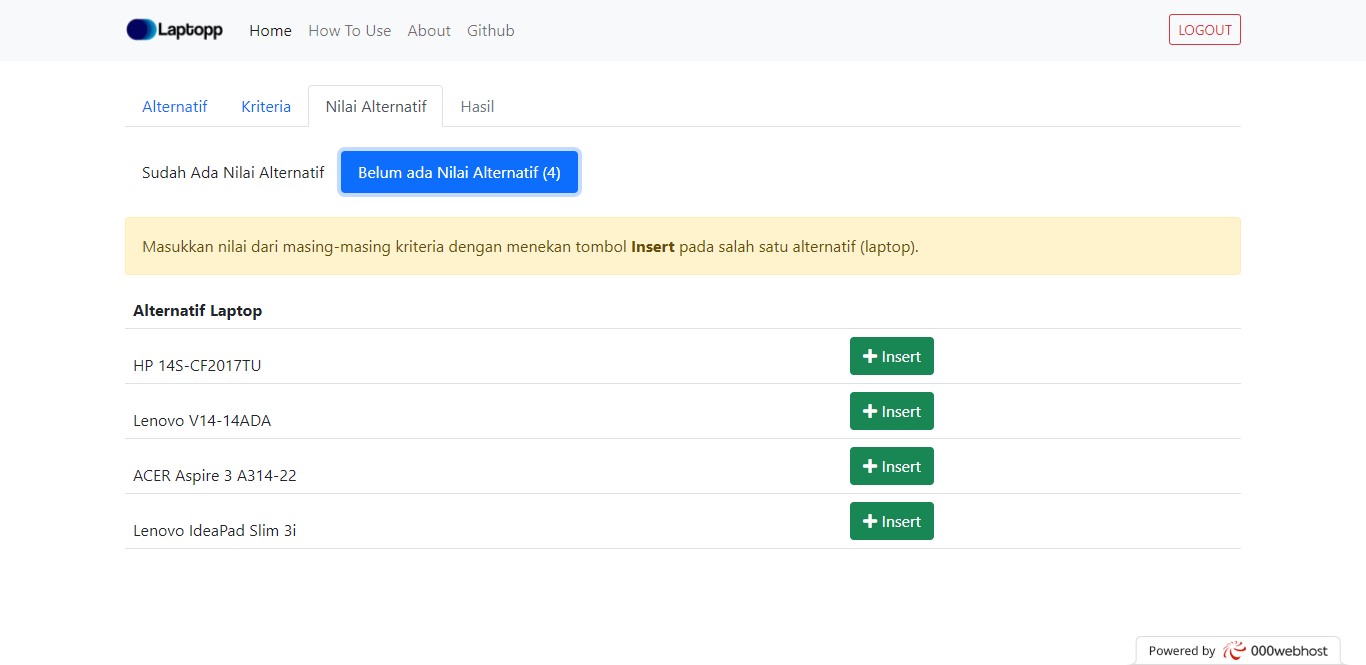 Laptopp Home How To Use About Github LOGOUT
Alternatif Kriteria Nilai Alternatif Hasil
Sudah Ada Nilai Alternatif Belum ada Nilai Alternatif (4)
Masukkan nilai dari masing-masing kriteria dengan menekan tombol Insert pada salah satu alternatif (laptop).
Alternatif Laptop
HP 14S-CF2017TU Insert
Lenovo V14-14ADA Insert
ACER Aspire 3 A314-22 Insert
Lenovo IdeaPad Slim 3i Insert
Powered by 000webhost